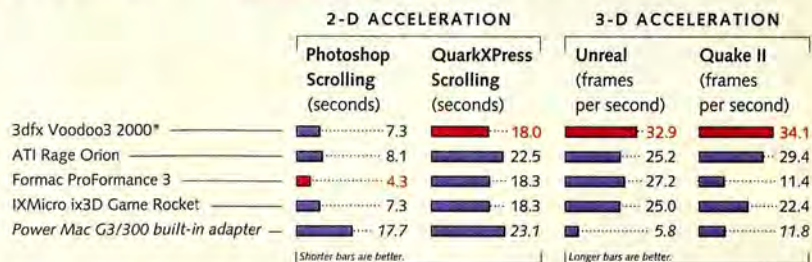 2-D ACCELERATION 3-D ACCELERATION
Photoshop QuarkXPress Unreal Quake II
Scrolling Scrolling (frames (frames
(seconds) (seconds) per second) per second)
3dfx Voodoo3 2000* 7.3 18.0 32.9 34.1
ATI Rage Orion 8.1 22.5 25.2 29.4
Formac ProFormance 3 4.3 18.3 27.2 11.4
IXMicro ix3D Game Rocket 7.3 18.3 25.0 22.4
Power Mac G3/300 built-in adapter 17.7 23.1 5.8 11.8
Shorter bars are better. Longer bars are better.